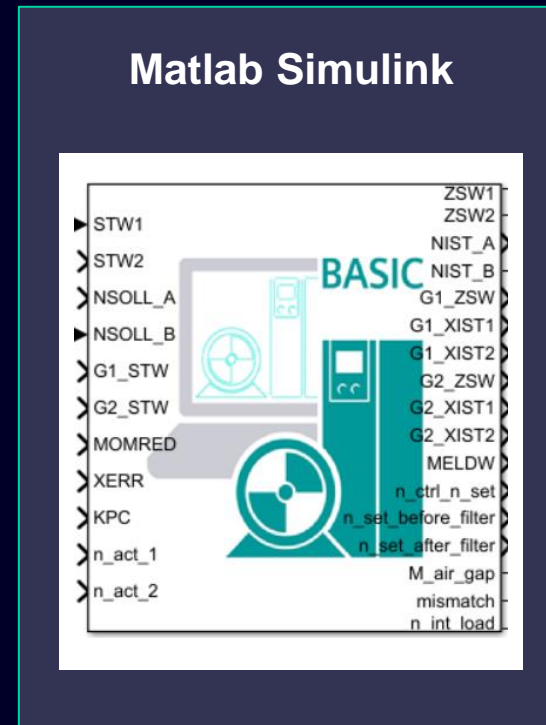 Matlab Simulink
STW1
STW2
NSOLL_A
NSOLL_B
G1_STW
G2_STW
MOMRED
XERR
KPC
n_act_1
n_act_2
BASIC
ZSW1
ZSW2
NIST_A
NIST_B
G1_ZSW
G1_XIST1
G1_XIST2
G2_ZSW
G2_XIST1
G2_XIST2
MELDW
n_ctrl_n_set
n_set_before_filter
n_set_after_filter
M_air_gap
mismatch
n_int_load